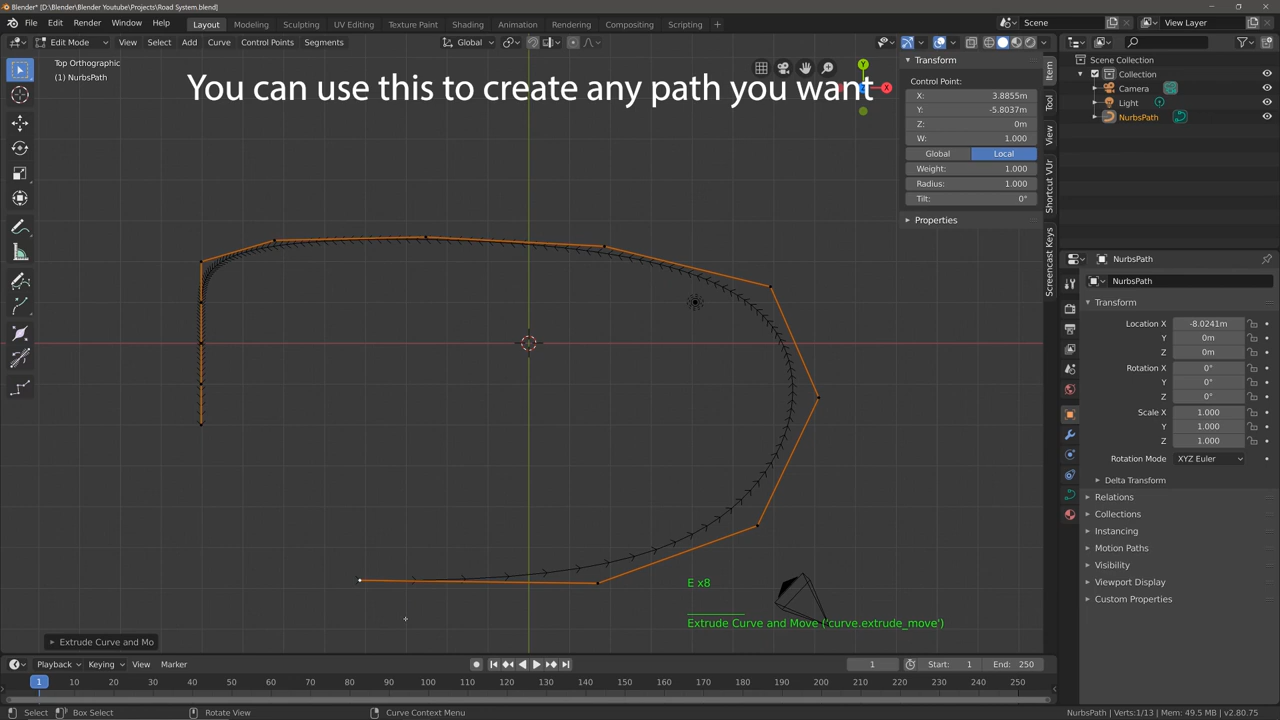 Blender* [D:\Blender\Blender Youtube\Projects\Road System.blend]
File Edit Render Window Help Layout Modeling Sculpting UV Editing Texture Paint Shading Animation Rendering Compositing Scripting Scene View Layer
Edit Mode View Select Add Curve Control Points Segments Global
Top Orthographic
(1) NurbsPath
You can use this to create any path you want
Y
X
Transform
Control Point:
X: 3.8855m
Y: -5.8037m
Z: 0m
W: 1.000
Global Local
Weight: 1.000
Radius: 1.000
Tilt: 0°
Properties
Item
Tool
View
Shortcut VUr
Screencast Keys
Scene Collection
Collection
Camera
Light
NurbsPath
NurbsPath
NurbsPath
Transform
Location X -8.0241m
Y 0m
Z 0m
Rotation X 0°
Y 0°
Z 0°
Scale X 1.000
Y 1.000
Z 1.000
Rotation Mode XYZ Euler
Delta Transform
Relations
Collections
Instancing
Motion Paths
Visibility
Viewport Display
Custom Properties
E x8
Extrude Curve and Move ('curve.extrude_move')
Extrude Curve and Mo
Playback Keying View Marker 1 Start: 1 End: 250
1 10 20 30 40 50 60 70 80 90 100 110 120 130 140 150 160 170 180 190 200 210 220 230 240 250
Select Box Select Rotate View Curve Context Menu NurbsPath | Verts:1/13 | Mem: 49.5 MB | v2.80.75